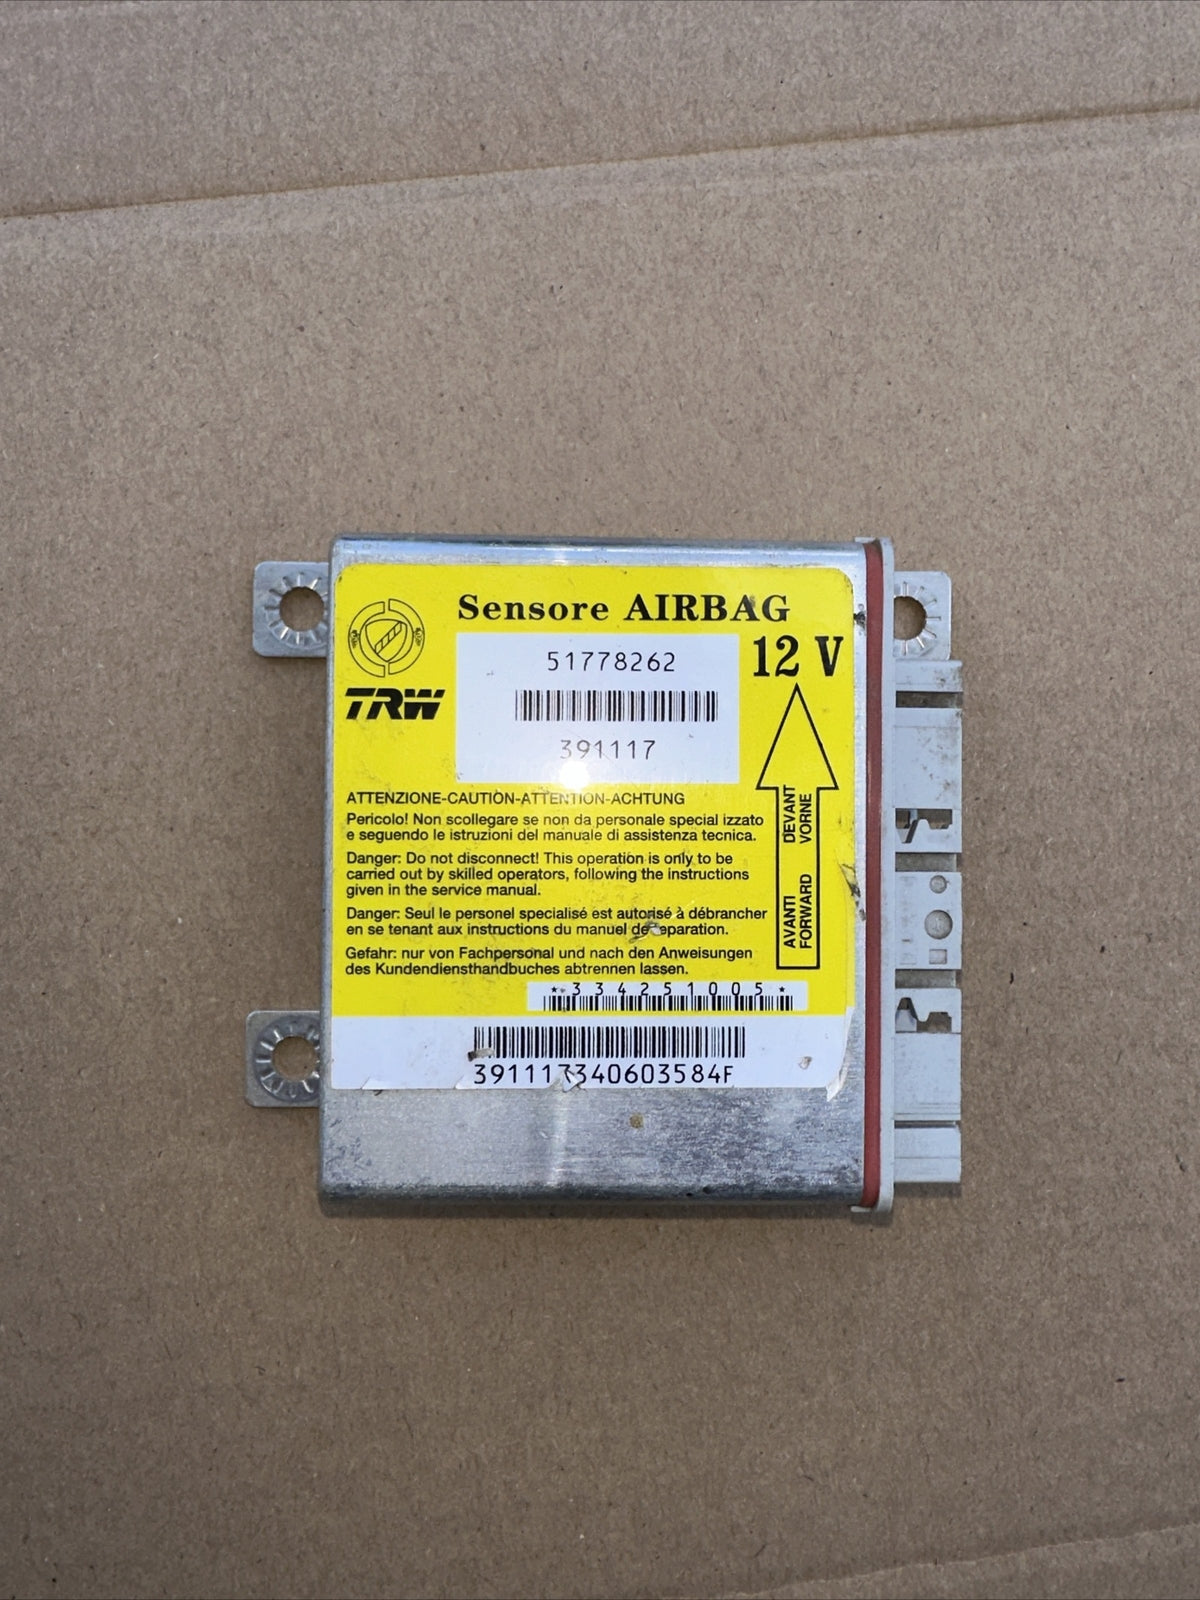 Sensore AIRBAG
51778262
12 V
TRW
391117
ATTENZIONE-CAUTION-ATTENTION-ACHTUNG
Pericolo! Non scollegare se non da personale special izzato
e seguendo le istruzioni del manuale di assistenza tecnica.
Danger: Do not disconnect! This operation is only to be
carried out by skilled operators, following the instructions
given in the service manual.
Danger: Seul le personel specialisé est autorisé à débrancher
en se tenant aux instructions du manuel de reparation.
Gefahr: nur von Fachpersonal und nach den Anweisungen
des Kundendiensthandbuches abtrennen lassen.
DEVANT
VORNE
AVANTI
FORWARD
*334251005*
391117340603584F